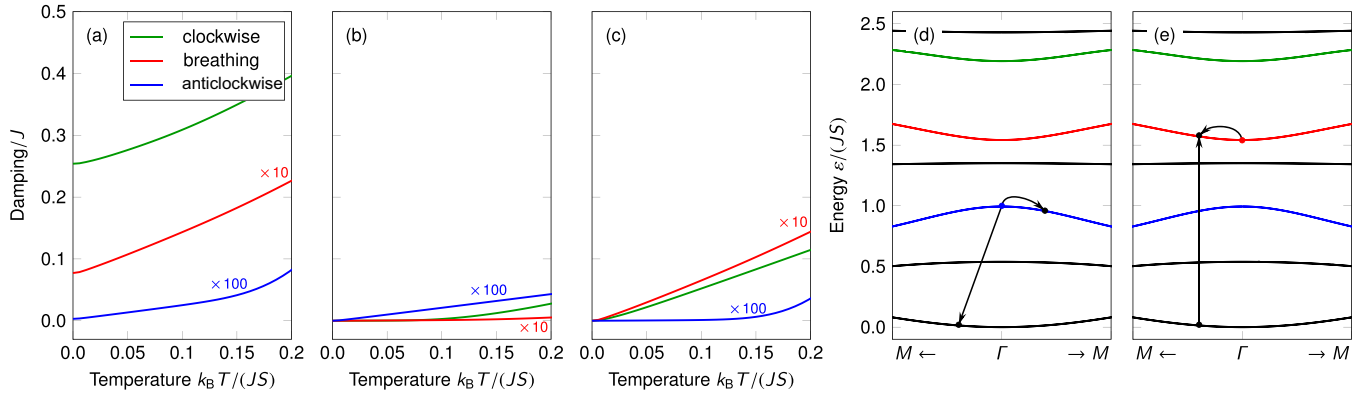 (a)
clockwise
breathing
anticlockwise
× 10
× 100
0.5
0.4
0.3
0.2
0.1
0.0
Damping/J
0.0 0.05 0.1 0.15 0.2
Temperature kB T/(JS)
(b)
× 100
× 10
0.0 0.05 0.1 0.15 0.2
Temperature kB T/(JS)
(c)
× 10
× 100
0.0 0.05 0.1 0.15 0.2
Temperature kB T/(JS)
(d)
2.5
2.0
1.5
1.0
0.5
0.0
Energy ε/(JS)
M ← Γ → M
(e)
M ← Γ → M